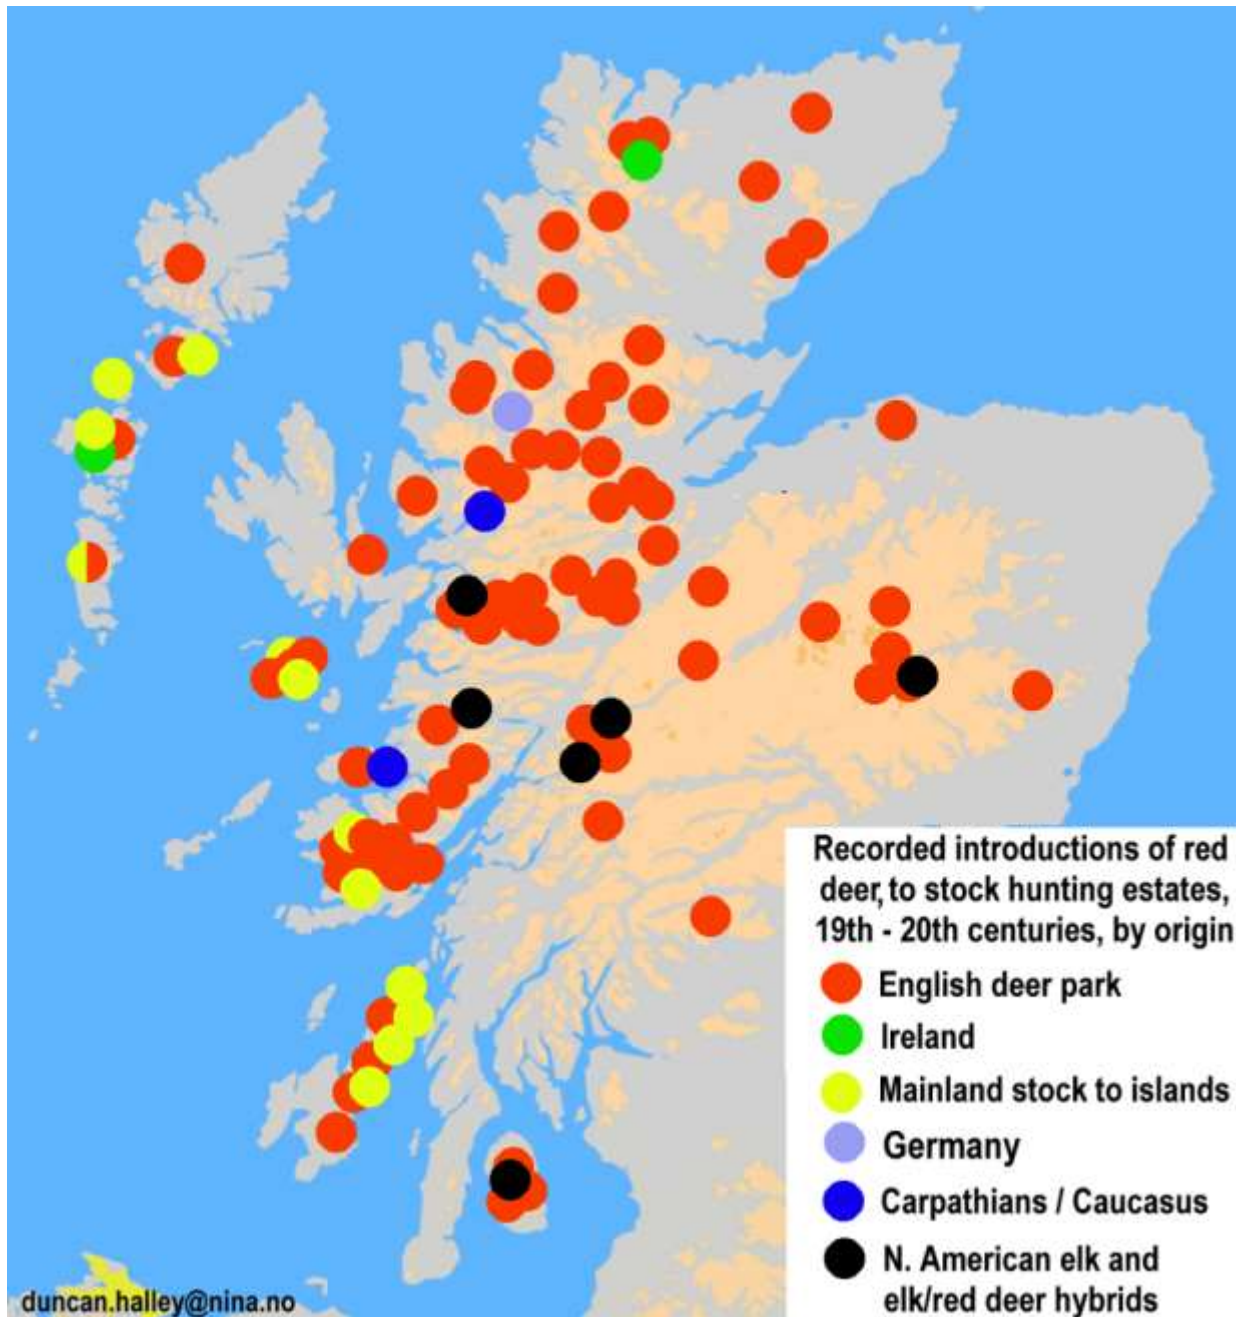 Recorded introductions of red
deer, to stock hunting estates,
19th - 20th centuries, by origin
English deer park
Ireland
Mainland stock to islands
Germany
Carpathians / Caucasus
N. American elk and
elk/red deer hybrids
duncan.halley@nina.no